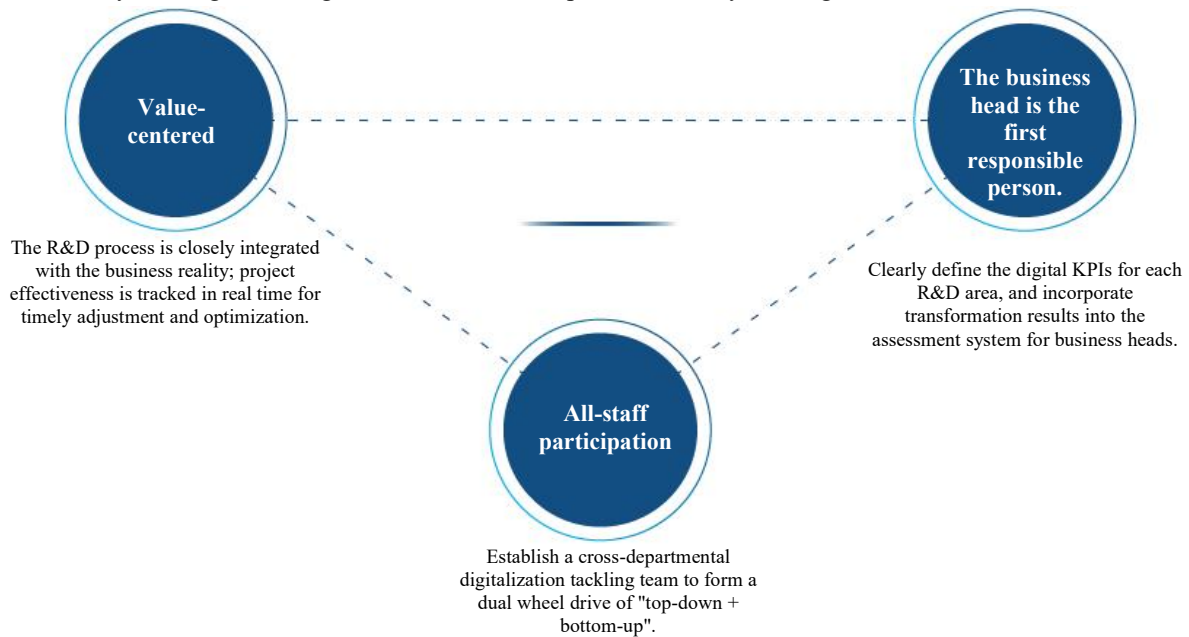 Value-
centered
The business
head is the
first
responsible
person.
The R&D process is closely integrated
with the business reality; project
effectiveness is tracked in real time for
timely adjustment and optimization.
Clearly define the digital KPIs for each
R&D area, and incorporate
transformation results into the
assessment system for business heads.
All-staff
participation
Establish a cross-departmental
digitalization tackling team to form a
dual wheel drive of "top-down +
bottom-up".